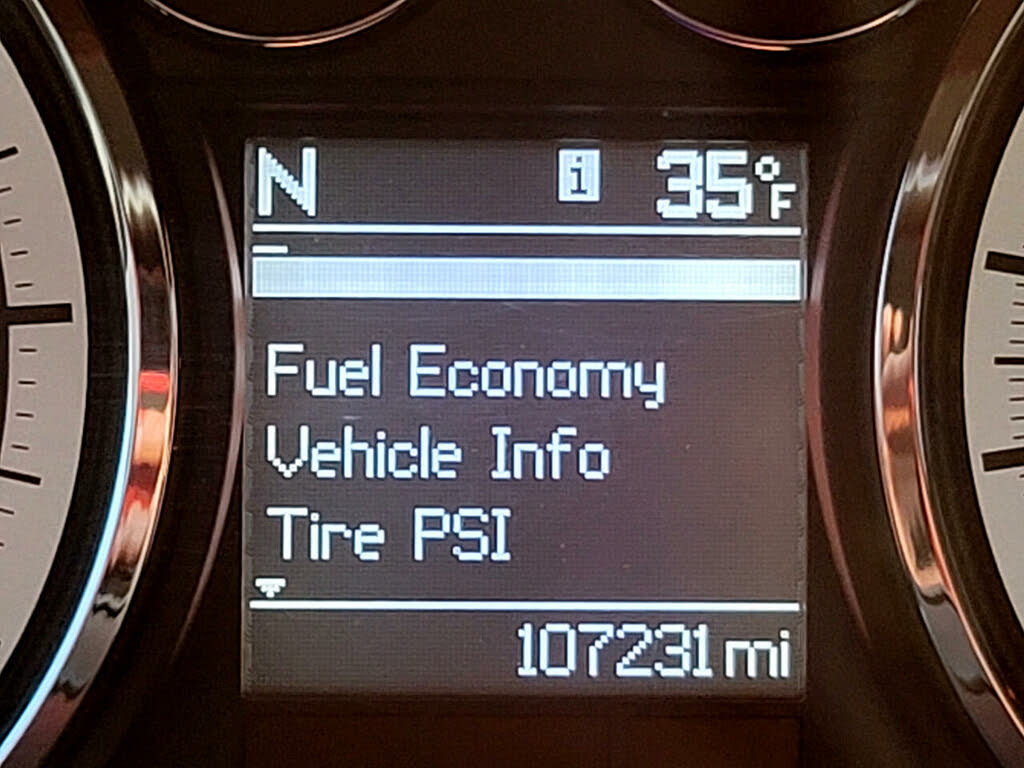 N i 35°F
Fuel Economy
Vehicle Info
Tire PSI
107231 mi